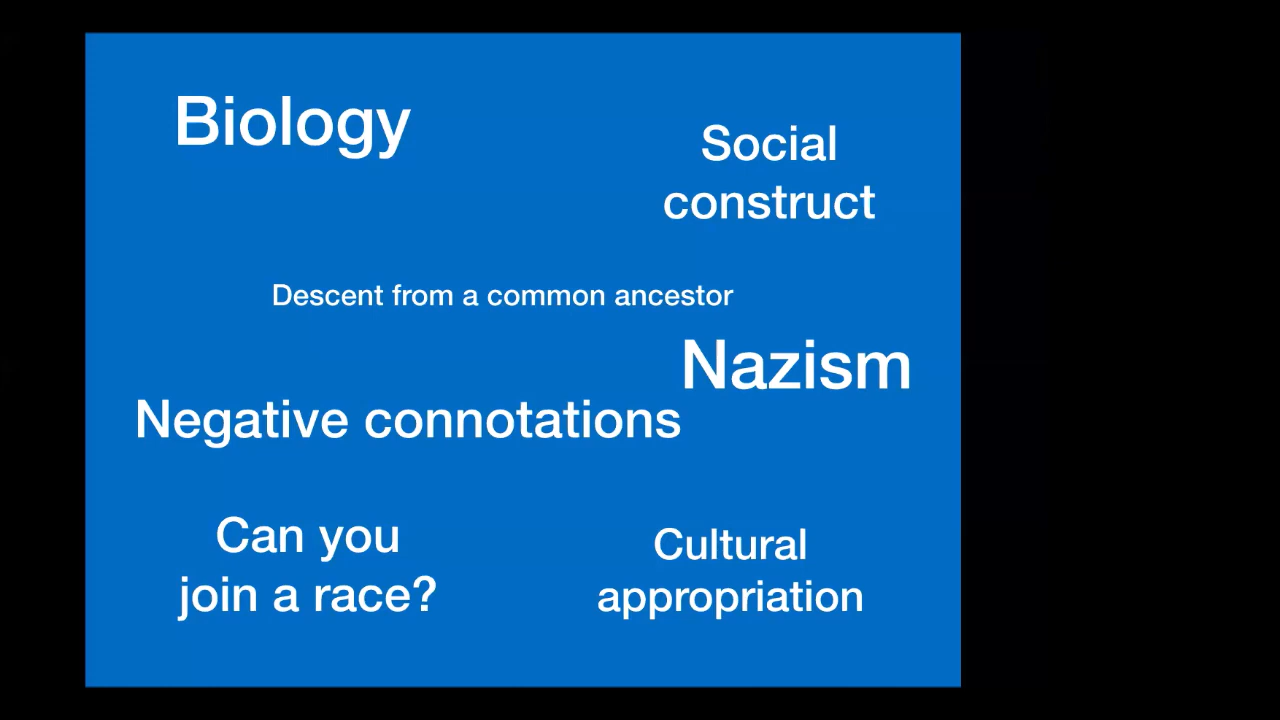 Biology
Social
construct
Descent from a common ancestor
Nazism
Negative connotations
Can you
join a race?
Cultural
appropriation